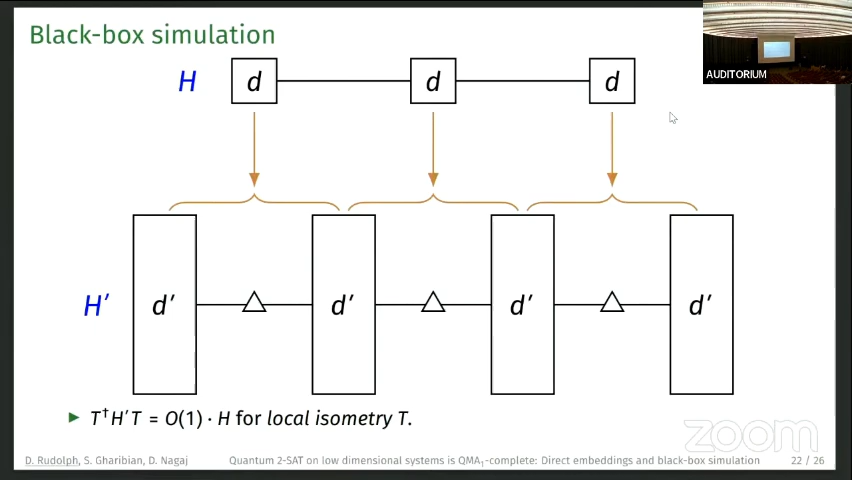 Black-box simulation
AUDITORIUM
H d d d
H′ d′ d′ d′ d′
▶ T†H′T = O(1) · H for local isometry T.
zoom
D. Rudolph, S. Gharibian, D. Nagaj Quantum 2-SAT on low dimensional systems is QMA₁-complete: Direct embeddings and black-box simulation 22 / 26